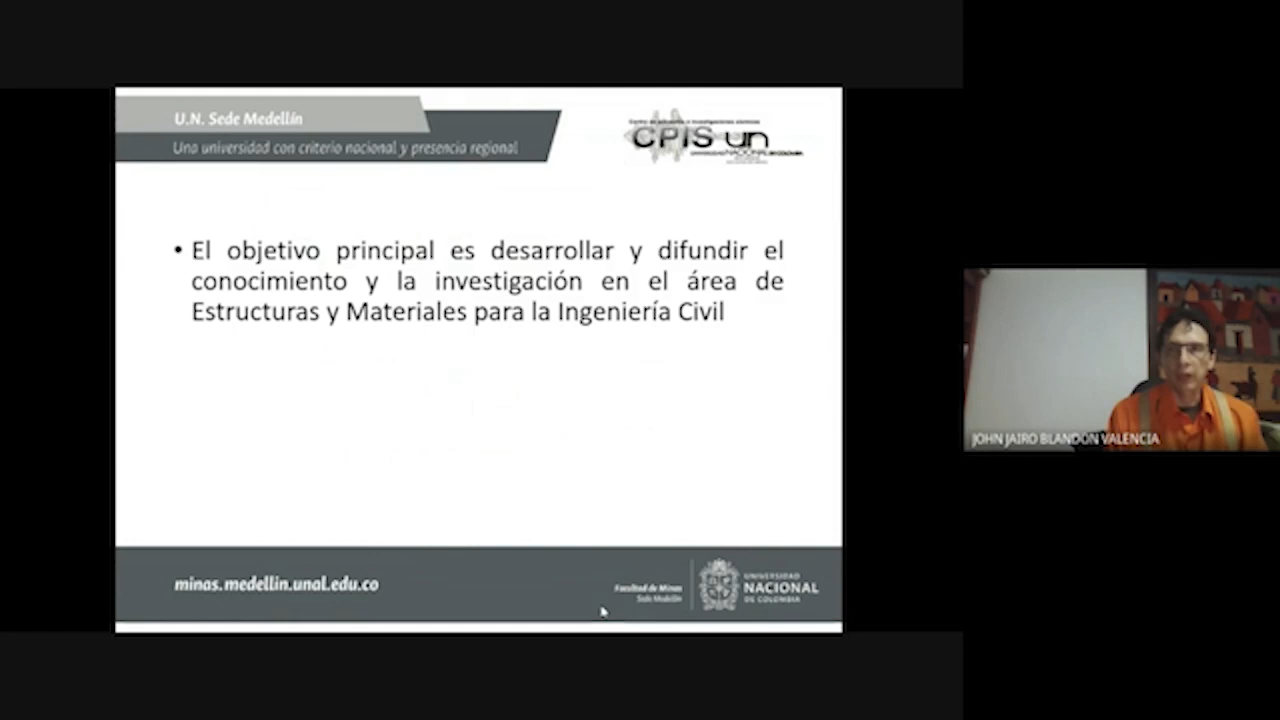 U.N. Sede Medellín
Una universidad con criterio nacional y presencia regional
CPIS un
• El objetivo principal es desarrollar y difundir el
conocimiento y la investigación en el área de
Estructuras y Materiales para la Ingeniería Civil
JOHN JAIRO BLANDÓN VALENCIA
minas.medellin.unal.edu.co
Facultad de Minas
Sede Medellín
UNIVERSIDAD
NACIONAL
DE COLOMBIA